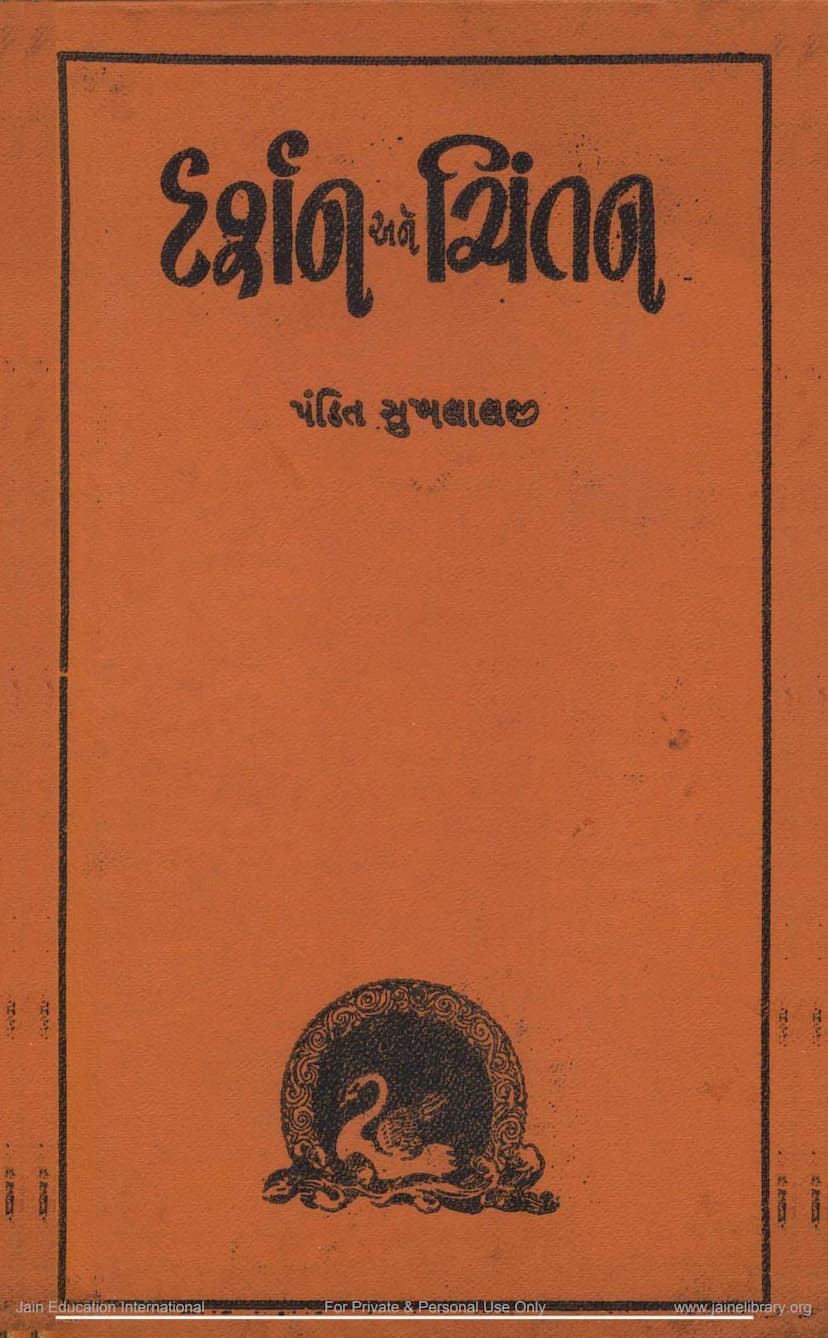 દર્શન અને ચિંતન
પંડિત સુખલાલજી
Jain Education International For Private & Personal Use Only www.jainelibrary.org